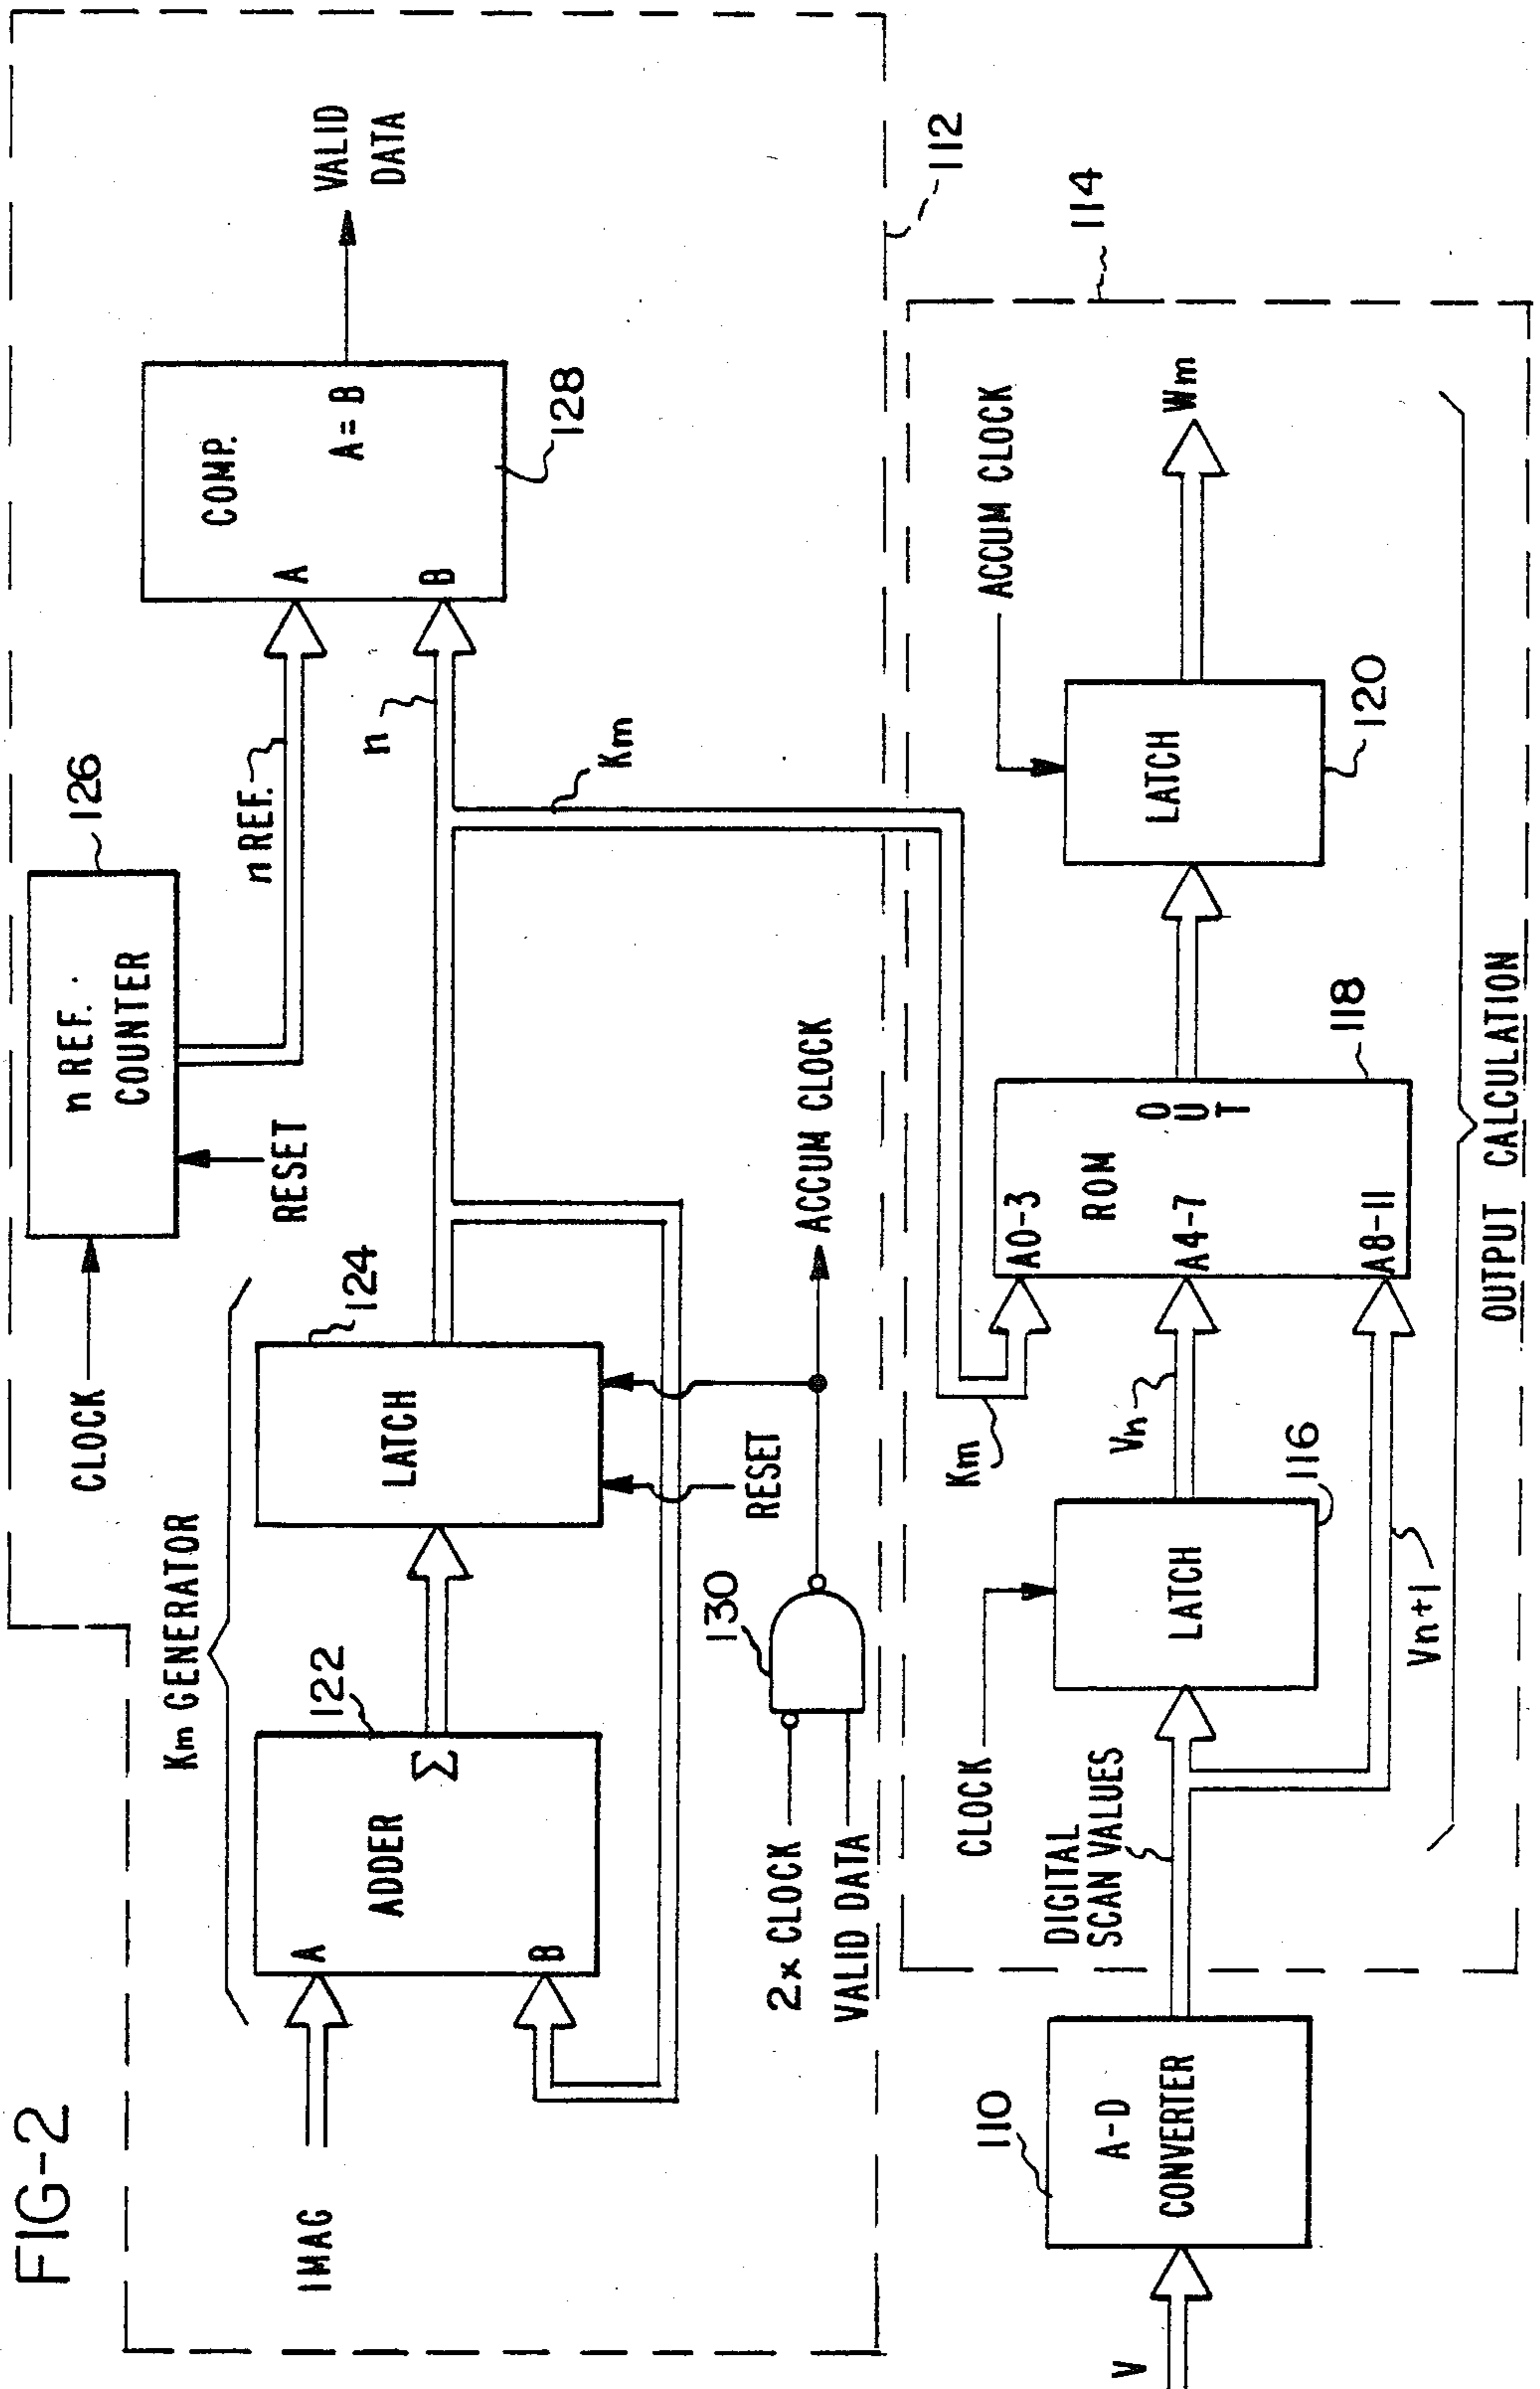 FIG-2
Km GENERATOR
IMAG
A
B
ADDER
Σ
122
LATCH
124
RESET
CLOCK
n REF.
COUNTER
126
RESET
n REF.
n
Km
COMP.
A
B
A = B
128
VALID
DATA
2x CLOCK
VALID DATA
130
ACCUM CLOCK
112
114
V
A-D
CONVERTER
110
DIGITAL
SCAN VALUES
CLOCK
LATCH
116
Vn
Vn+1
Km
A0-3
A4-7
A8-11
ROM
OUT
118
LATCH
120
ACCUM CLOCK
Wm
OUTPUT CALCULATION